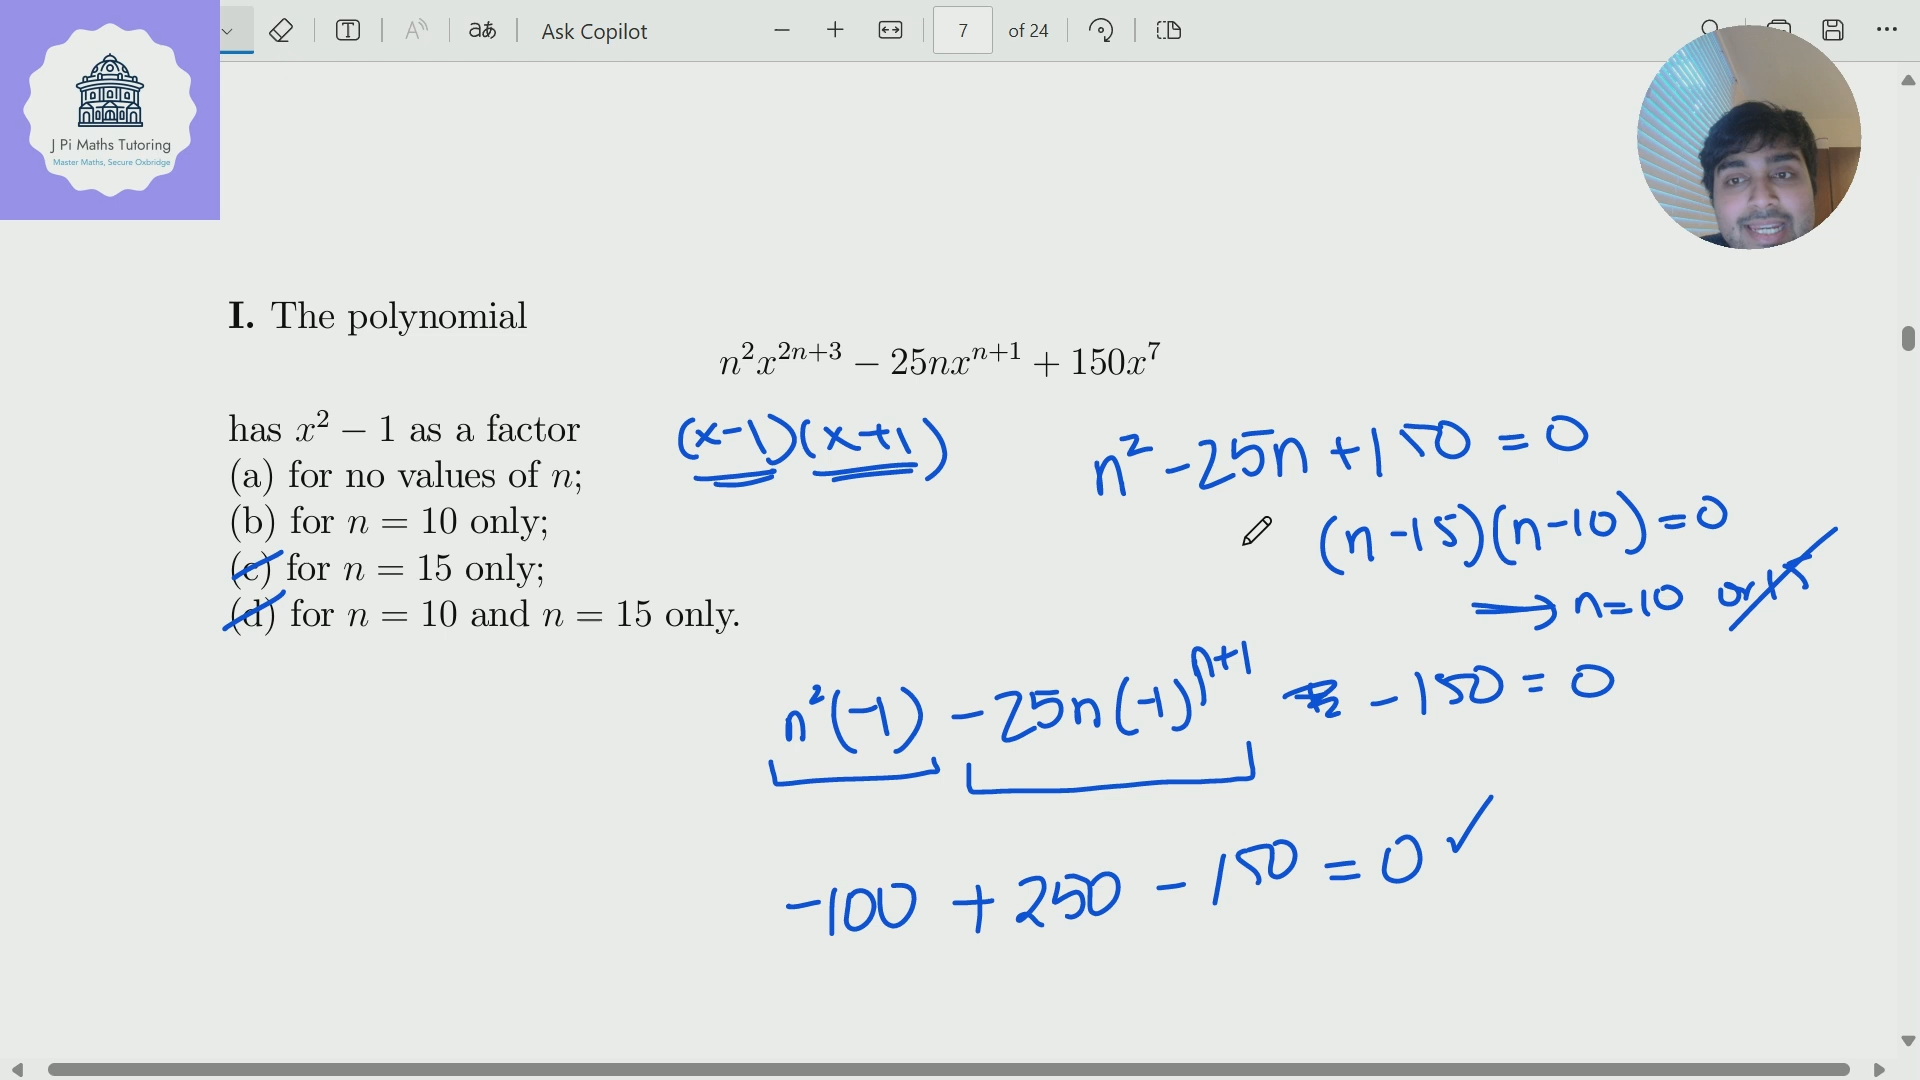 Ask Copilot
7
of 24
J Pi Maths Tutoring
Master Maths, Secure Oxbridge
I. The polynomial
n²x²ⁿ⁺³ − 25nxⁿ⁺¹ + 150x⁷
has x² − 1 as a factor
(x-1)(x+1)
n² - 25n + 150 = 0
(a) for no values of n;
(b) for n = 10 only;
(n-15)(n-10) = 0
(c) for n = 15 only;
→ n=10 or 15
(d) for n = 10 and n = 15 only.
n²(-1) - 25n(-1)ⁿ⁺¹ - 150 = 0
-100 + 250 - 150 = 0 ✓